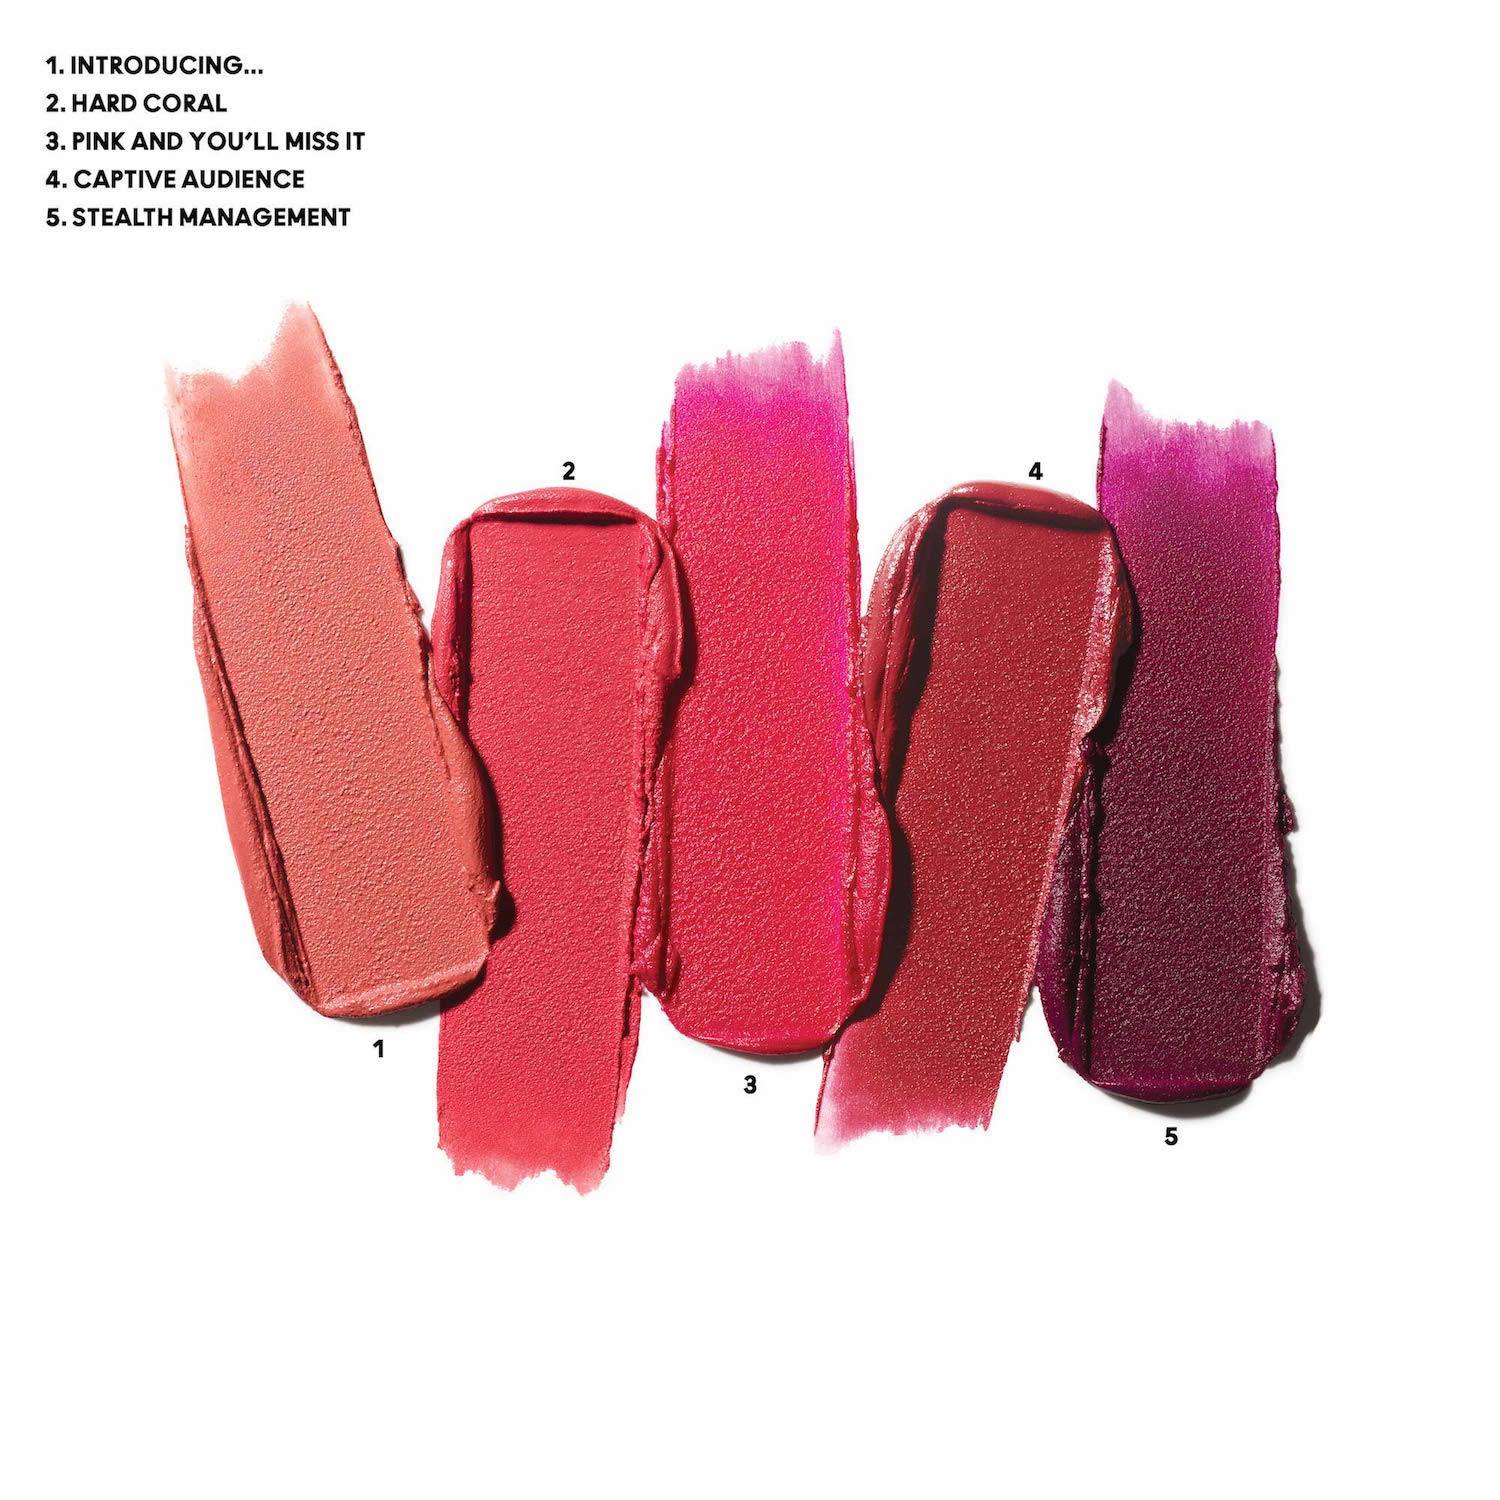 1. INTRODUCING...
2. HARD CORAL
3. PINK AND YOU'LL MISS IT
4. CAPTIVE AUDIENCE
5. STEALTH MANAGEMENT
2
4
1
3
5